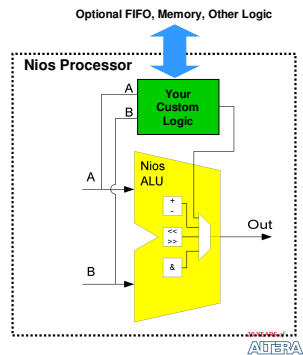 Optional FIFO, Memory, Other Logic
Nios Processor
A
B
Your
Custom
Logic
Nios
ALU
A
+
-
<<
>>
&
Out
B
ALTERA